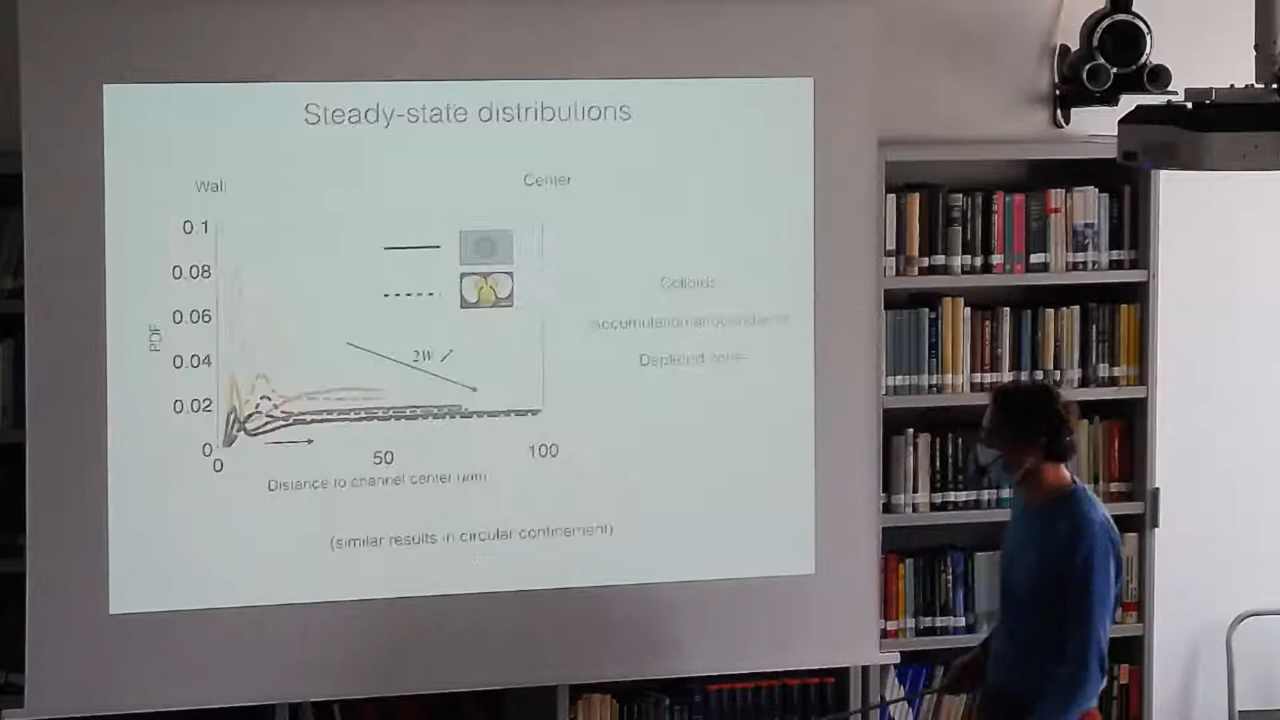 Steady-state distributions
Wall
Center
0.1
0.08
0.06
0.04
0.02
0
PDF
2W
0
50
100
Distance to channel center
Colloids
Accumulation
Depleted zone
(similar results in circular confinement)